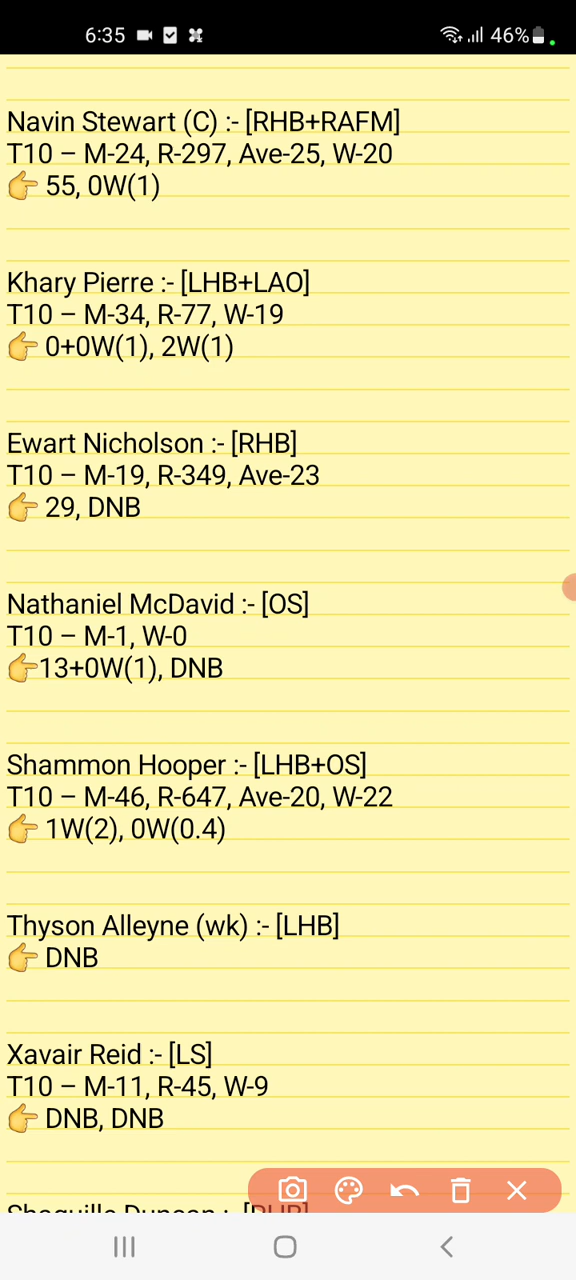 6:35 46%
Navin Stewart (C) :- [RHB+RAFM]
T10 – M-24, R-297, Ave-25, W-20
👉 55, 0W(1)
Khary Pierre :- [LHB+LAO]
T10 – M-34, R-77, W-19
👉 0+0W(1), 2W(1)
Ewart Nicholson :- [RHB]
T10 – M-19, R-349, Ave-23
👉 29, DNB
Nathaniel McDavid :- [OS]
T10 – M-1, W-0
👉13+0W(1), DNB
Shammon Hooper :- [LHB+OS]
T10 – M-46, R-647, Ave-20, W-22
👉 1W(2), 0W(0.4)
Thyson Alleyne (wk) :- [LHB]
👉 DNB
Xavair Reid :- [LS]
T10 – M-11, R-45, W-9
👉 DNB, DNB
Shaquille Duncan :- [RHB]